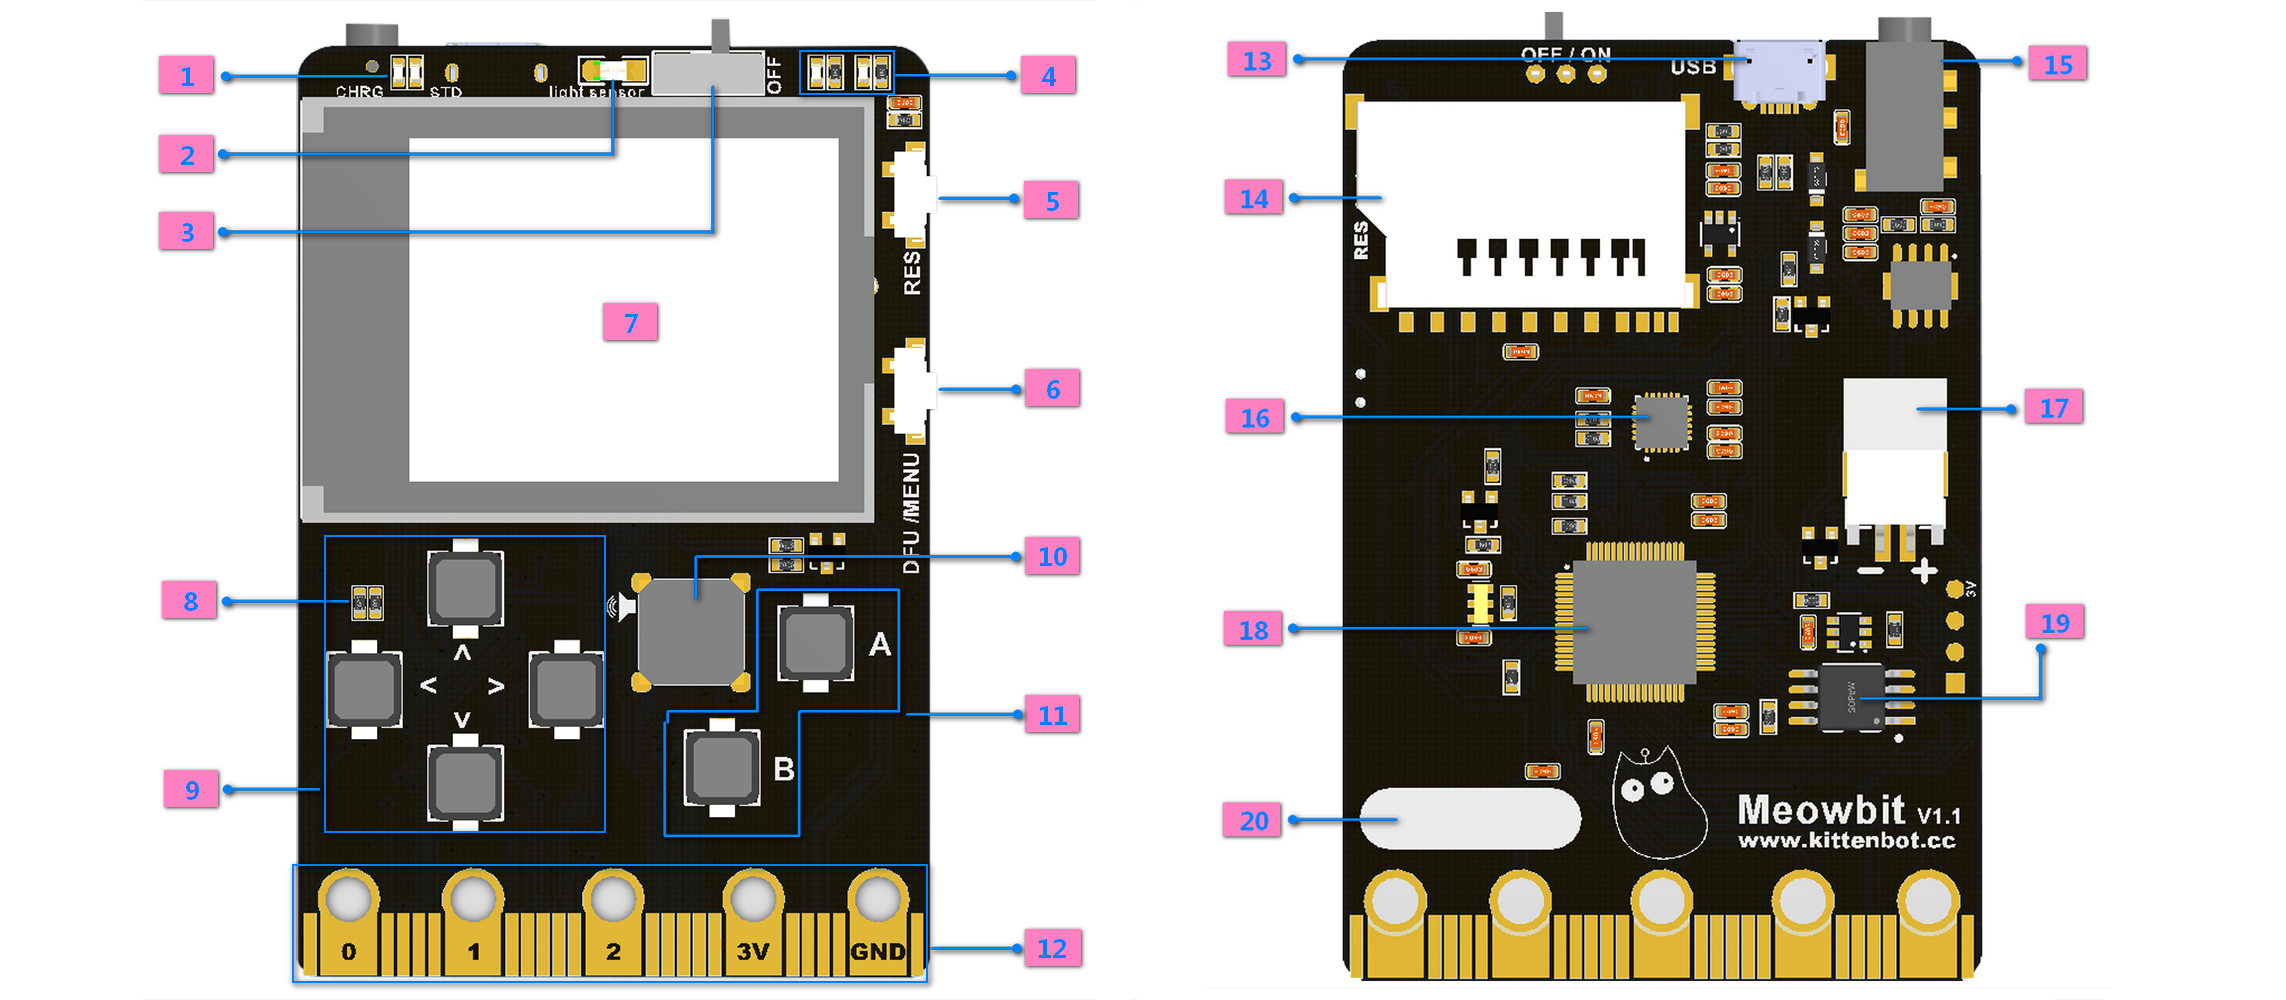 1
CHRG
STD
light sensor
OFF
4
2
3
5
RES
7
6
DFU /MENU
8
10
A
11
9
B
12
0
1
2
3V
GND
13
OFF / ON
USB
15
14
RES
16
17
- +
3V
18
19
20
Meowbit V1.1
www.kittenbot.cc